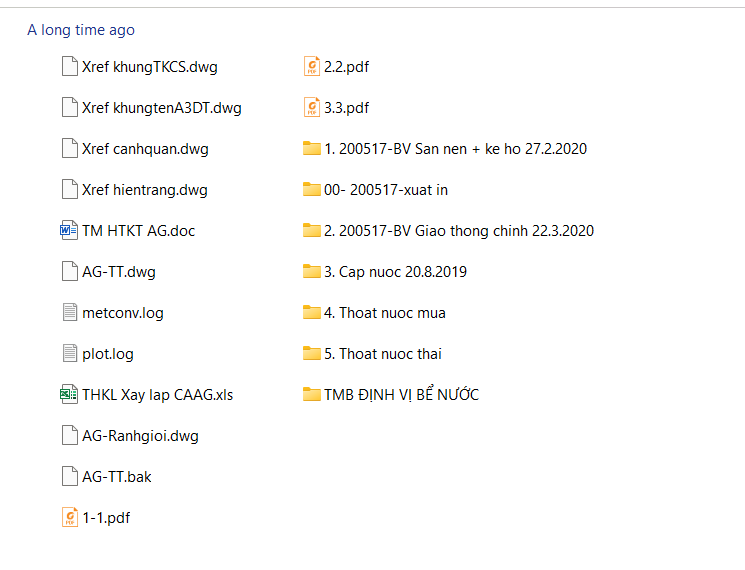 A long time ago
Xref khungTKCS.dwg
Xref khungtenA3DT.dwg
Xref canhquan.dwg
Xref hientrang.dwg
TM HTKT AG.doc
AG-TT.dwg
metconv.log
plot.log
THKL Xay lap CAAG.xls
AG-Ranhgioi.dwg
AG-TT.bak
1-1.pdf
2.2.pdf
3.3.pdf
1. 200517-BV San nen + ke ho 27.2.2020
00- 200517-xuat in
2. 200517-BV Giao thong chinh 22.3.2020
3. Cap nuoc 20.8.2019
4. Thoat nuoc mua
5. Thoat nuoc thai
TMB ĐỊNH VỊ BỂ NƯỚC